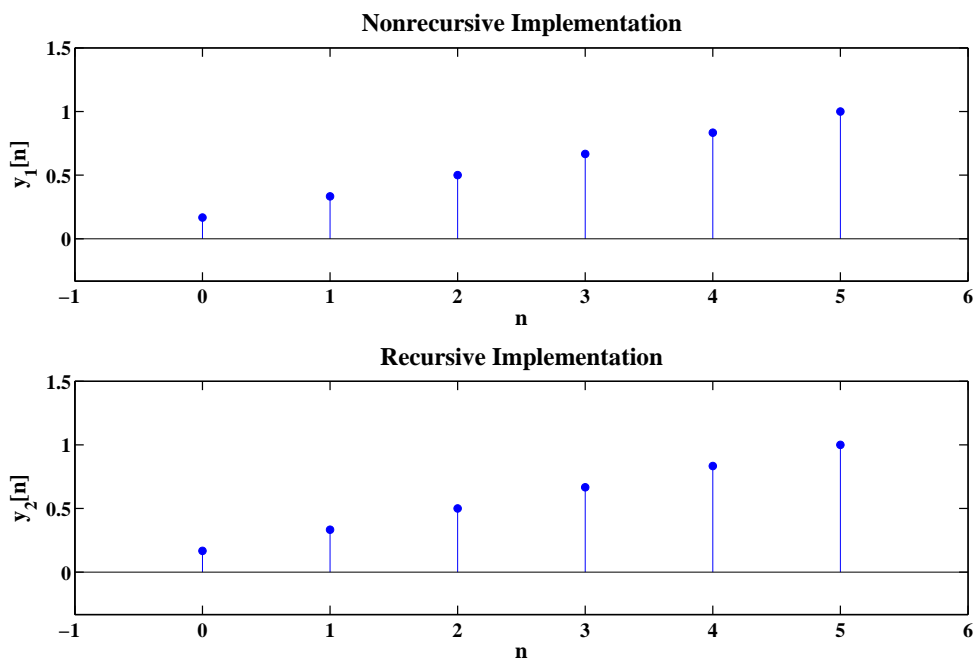 Nonrecursive Implementation
1.5
1
0.5
0
y1[n]
−1 0 1 2 3 4 5 6
n
Recursive Implementation
1.5
1
0.5
0
y2[n]
−1 0 1 2 3 4 5 6
n